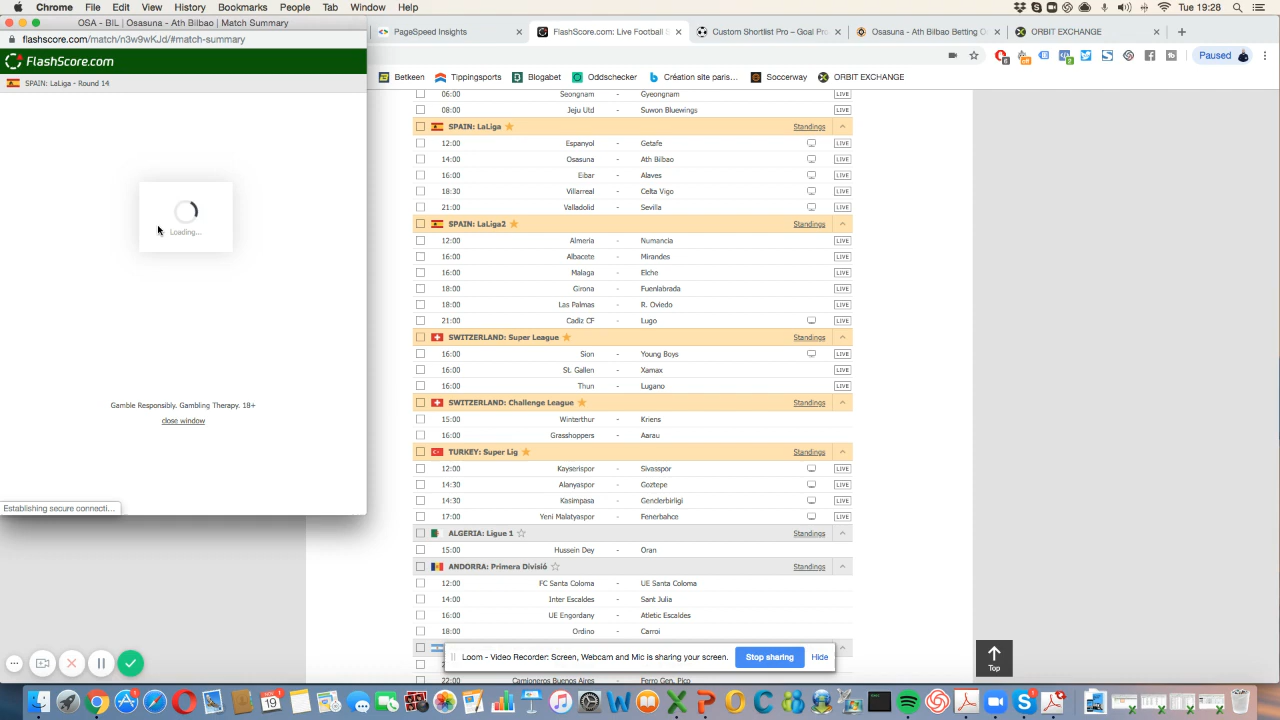 Chrome File Edit View History Bookmarks People Tab Window Help Tue 19:28
OSA - BIL | Osasuna - Ath Bilbao | Match Summary
PageSpeed Insights FlashScore.com: Live Football Custom Shortlist Pro – Goal Pr Osasuna - Ath Bilbao Betting O ORBIT EXCHANGE
flashscore.com/match/n3w9wKJd/#match-summary
Paused
FlashScore.com
Betkeen Tippingsports Blogabet Oddschecker Création sur s... Soccerway ORBIT EXCHANGE
SPAIN: LaLiga - Round 14
06:00 Seongnam - Gyeongnam LIVE
08:00 Jeju Utd - Suwon Bluewings LIVE
SPAIN: LaLiga Standings
12:00 Espanyol - Getafe LIVE
14:00 Osasuna - Ath Bilbao LIVE
16:00 Eibar - Alaves LIVE
18:30 Villarreal - Celta Vigo LIVE
21:00 Valladolid - Sevilla LIVE
SPAIN: LaLiga2 Standings
Loading...
12:00 Almeria - Numancia LIVE
16:00 Albacete - Mirandes LIVE
16:00 Malaga - Elche LIVE
18:00 Girona - Fuenlabrada LIVE
18:00 Las Palmas - R. Oviedo LIVE
21:00 Cadiz CF - Lugo LIVE
SWITZERLAND: Super League Standings
16:00 Sion - Young Boys LIVE
16:00 St. Gallen - Xamax LIVE
16:00 Thun - Lugano LIVE
SWITZERLAND: Challenge League Standings
Gamble Responsibly. Gambling Therapy. 18+
close window
15:00 Winterthur - Kriens LIVE
16:00 Grasshoppers - Aarau LIVE
TURKEY: Super Lig Standings
12:00 Kayserispor - Sivasspor LIVE
14:30 Alanyaspor - Goztepe LIVE
14:30 Kasimpasa - Genclerbirligi LIVE
Establishing secure connecti...
17:00 Yeni Malatyaspor - Fenerbahce LIVE
ALGERIA: Ligue 1 Standings
15:00 Hussein Dey - Oran LIVE
ANDORRA: Primera Divisió Standings
12:00 FC Santa Coloma - UE Santa Coloma
14:00 Inter Escaldes - Sant Julia
16:00 UE Engordany - Atletic Escaldes
18:00 Ordino - Carroi
Loom - Video Recorder: Screen, Webcam and Mic is sharing your screen. Stop sharing Hide
Top
22:00 Camioneros Buenos Aires - Ferro Gen. Pico
NOV
19